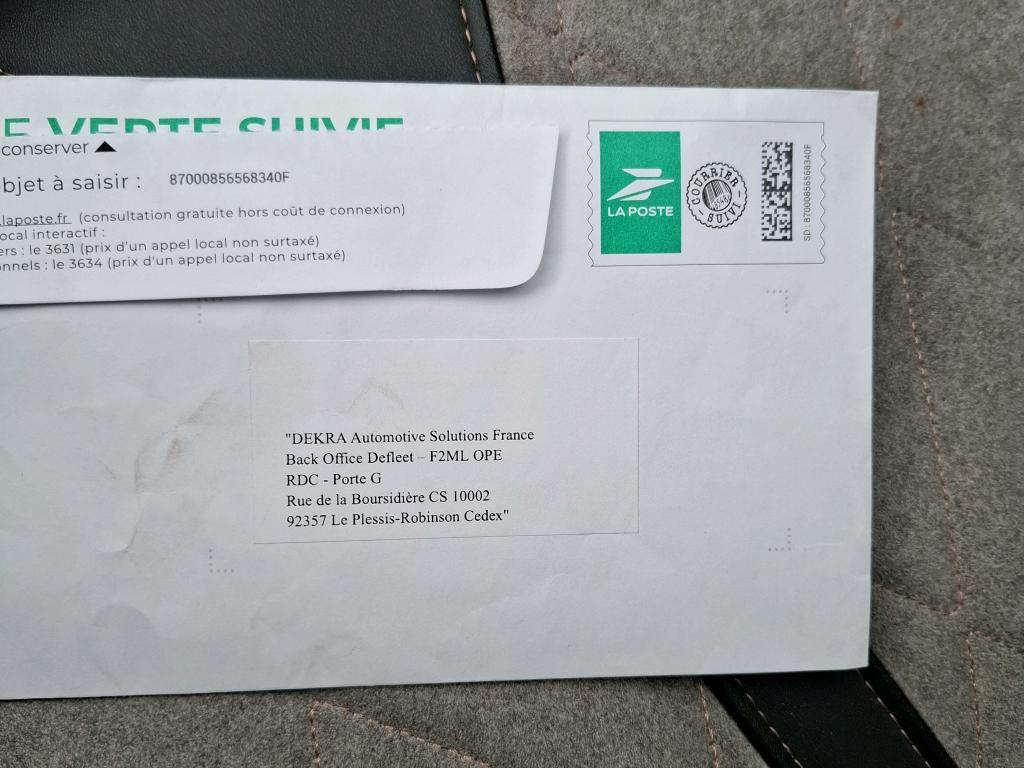 E VERTE SUIVIE
conserver ▲
bjet à saisir : 87000856568340F
laposte.fr (consultation gratuite hors coût de connexion)
ocal interactif :
ers : le 3631 (prix d'un appel local non surtaxé)
nnels : le 3634 (prix d'un appel local non surtaxé)
LA POSTE
COURRIER
SUIVI
SD : 87000856568340F
"DEKRA Automotive Solutions France
Back Office Defleet – F2ML OPE
RDC - Porte G
Rue de la Boursidière CS 10002
92357 Le Plessis-Robinson Cedex"